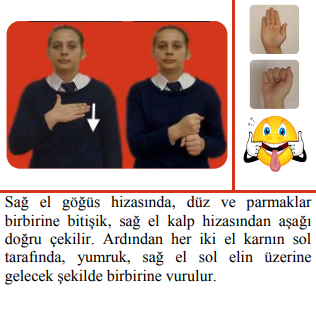 Sağ el göğüs hizasında, düz ve parmaklar
birbirine bitişik, sağ el kalp hizasından aşağı
doğru çekilir. Ardından her iki el karnın sol
tarafında, yumruk, sağ el sol elin üzerine
gelecek şekilde birbirine vurulur.